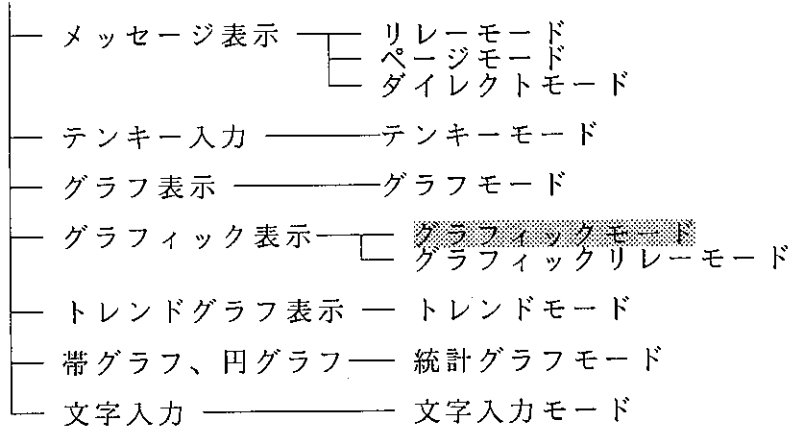 メッセージ表示 リレーモード
ページモード
ダイレクトモード
テンキー入力 テンキーモード
グラフ表示 グラフモード
グラフィック表示 グラフィックモード
グラフィックリレーモード
トレンドグラフ表示 トレンドモード
帯グラフ、円グラフ 統計グラフモード
文字入力 文字入力モード